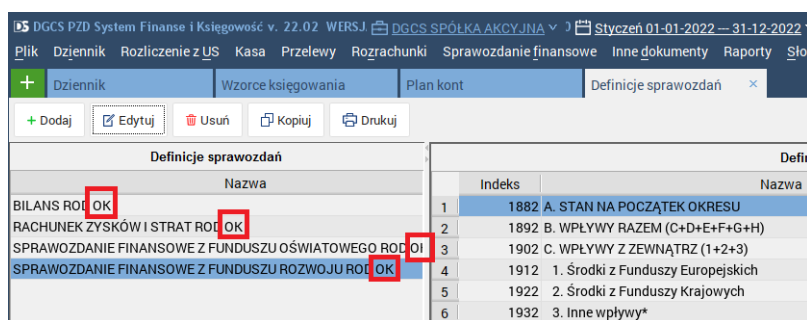 DGCS PZD System Finanse i Księgowość v. 22.02 WERSJ. DGCS SPÓŁKA AKCYJNA Styczeń 01-01-2022 — 31-12-2022
Plik Dziennik Rozliczenie z US Kasa Przelewy Rozrachunki Sprawozdanie finansowe Inne dokumenty Raporty Sło
+ Dziennik Wzorce księgowania Plan kont Definicje sprawozdań ×
+ Dodaj Edytuj Usuń Kopiuj Drukuj
Definicje sprawozdań
Nazwa
BILANS ROD OK
RACHUNEK ZYSKÓW I STRAT ROD OK
SPRAWOZDANIE FINANSOWE Z FUNDUSZU OŚWIATOWEGO ROD OK
SPRAWOZDANIE FINANSOWE Z FUNDUSZU ROZWOJU ROD OK
Defin
Indeks Nazwa
1 1882 A. STAN NA POCZĄTEK OKRESU
2 1892 B. WPŁYWY RAZEM (C+D+E+F+G+H)
3 1902 C. WPŁYWY Z ZEWNĄTRZ (1+2+3)
4 1912 1. Środki z Funduszy Europejskich
5 1922 2. Środki z Funduszy Krajowych
6 1932 3. Inne wpływy*